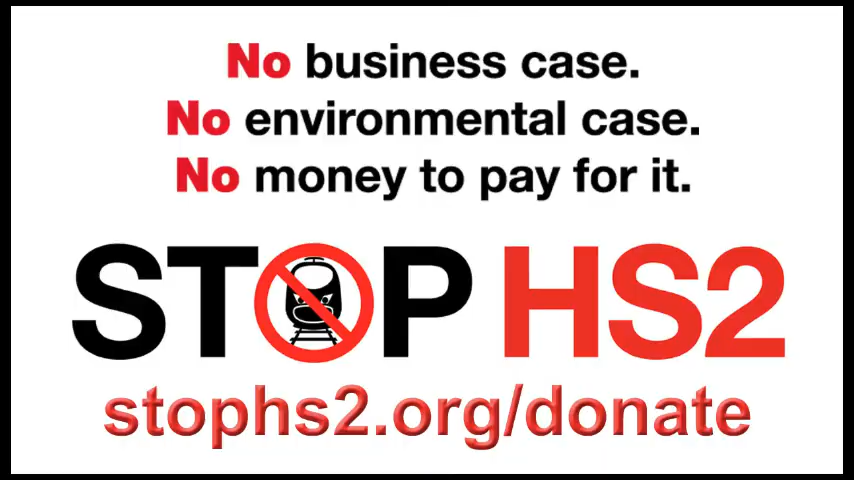 No business case.
No environmental case.
No money to pay for it.
STOP HS2
stophs2.org/donate